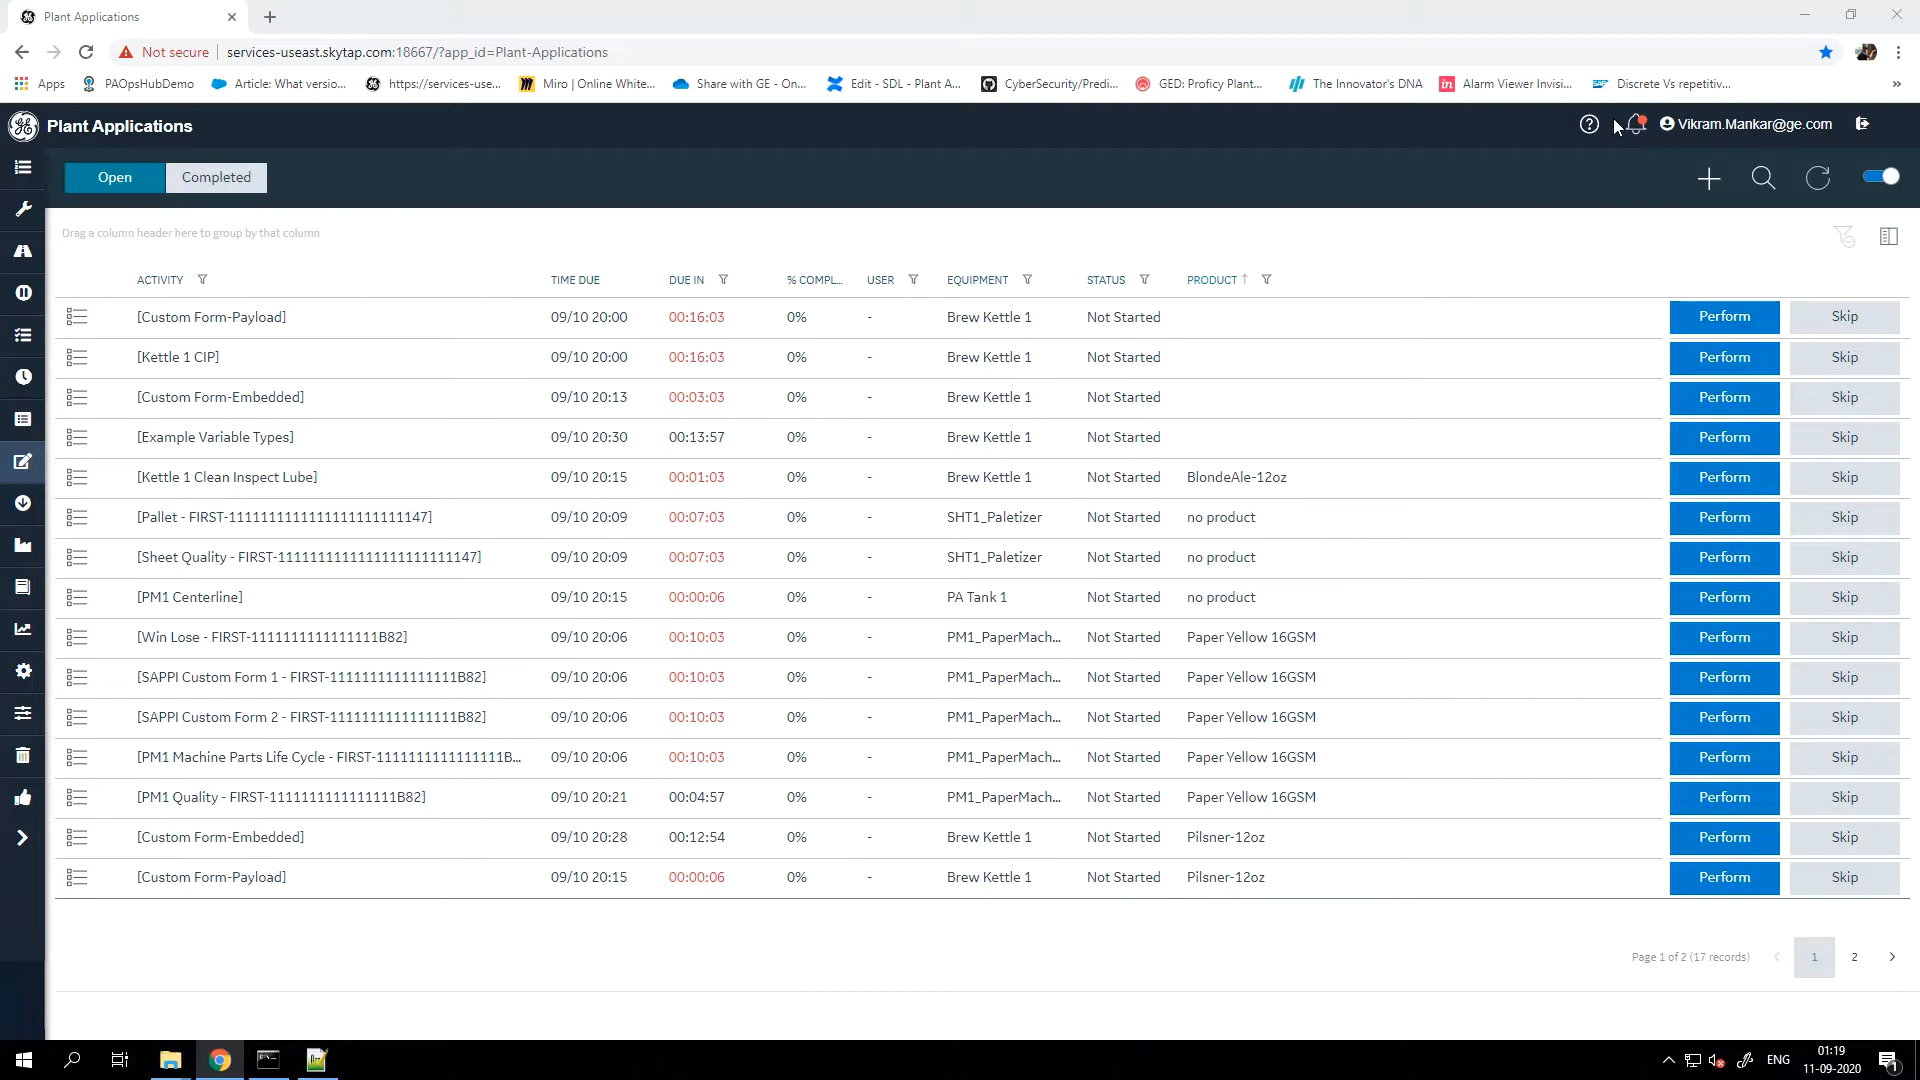 Plant Applications
Not secure services-useast.skytap.com:18667/?app_id=Plant-Applications
Apps PAOpsHubDemo Article: What versio... https://services-use... Miro | Online White... Share with GE - On... Edit - SDL - Plant A... CyberSecurity/Predi... GED: Proficy Plant... The Innovator's DNA in Alarm Viewer Invisi... Discrete Vs repetitiv... »
Plant Applications Vikram.Mankar@ge.com
Open Completed
Drag a column header here to group by that column
ACTIVITY TIME DUE DUE IN % COMPL... USER EQUIPMENT STATUS PRODUCT
[Custom Form-Payload] 09/10 20:00 00:16:03 0% - Brew Kettle 1 Not Started Perform Skip
[Kettle 1 CIP] 09/10 20:00 00:16:03 0% - Brew Kettle 1 Not Started Perform Skip
[Custom Form-Embedded] 09/10 20:13 00:03:03 0% - Brew Kettle 1 Not Started Perform Skip
[Example Variable Types] 09/10 20:30 00:13:57 0% - Brew Kettle 1 Not Started Perform Skip
[Kettle 1 Clean Inspect Lube] 09/10 20:15 00:01:03 0% - Brew Kettle 1 Not Started BlondeAle-12oz Perform Skip
[Pallet - FIRST-1111111111111111111111147] 09/10 20:09 00:07:03 0% - SHT1_Paletizer Not Started no product Perform Skip
[Sheet Quality - FIRST-1111111111111111111111147] 09/10 20:09 00:07:03 0% - SHT1_Paletizer Not Started no product Perform Skip
[PM1 Centerline] 09/10 20:15 00:00:06 0% - PA Tank 1 Not Started no product Perform Skip
[Win Lose - FIRST-1111111111111111B82] 09/10 20:06 00:10:03 0% - PM1_PaperMach... Not Started Paper Yellow 16GSM Perform Skip
[SAPPI Custom Form 1 - FIRST-1111111111111111B82] 09/10 20:06 00:10:03 0% - PM1_PaperMach... Not Started Paper Yellow 16GSM Perform Skip
[SAPPI Custom Form 2 - FIRST-1111111111111111B82] 09/10 20:06 00:10:03 0% - PM1_PaperMach... Not Started Paper Yellow 16GSM Perform Skip
[PM1 Machine Parts Life Cycle - FIRST-1111111111111111B... 09/10 20:06 00:10:03 0% - PM1_PaperMach... Not Started Paper Yellow 16GSM Perform Skip
[PM1 Quality - FIRST-1111111111111111B82] 09/10 20:21 00:04:57 0% - PM1_PaperMach... Not Started Paper Yellow 16GSM Perform Skip
[Custom Form-Embedded] 09/10 20:28 00:12:54 0% - Brew Kettle 1 Not Started Pilsner-12oz Perform Skip
[Custom Form-Payload] 09/10 20:15 00:00:06 0% - Brew Kettle 1 Not Started Pilsner-12oz Perform Skip
Page 1 of 2 (17 records) 1 2
ENG 01:19
11-09-2020 1